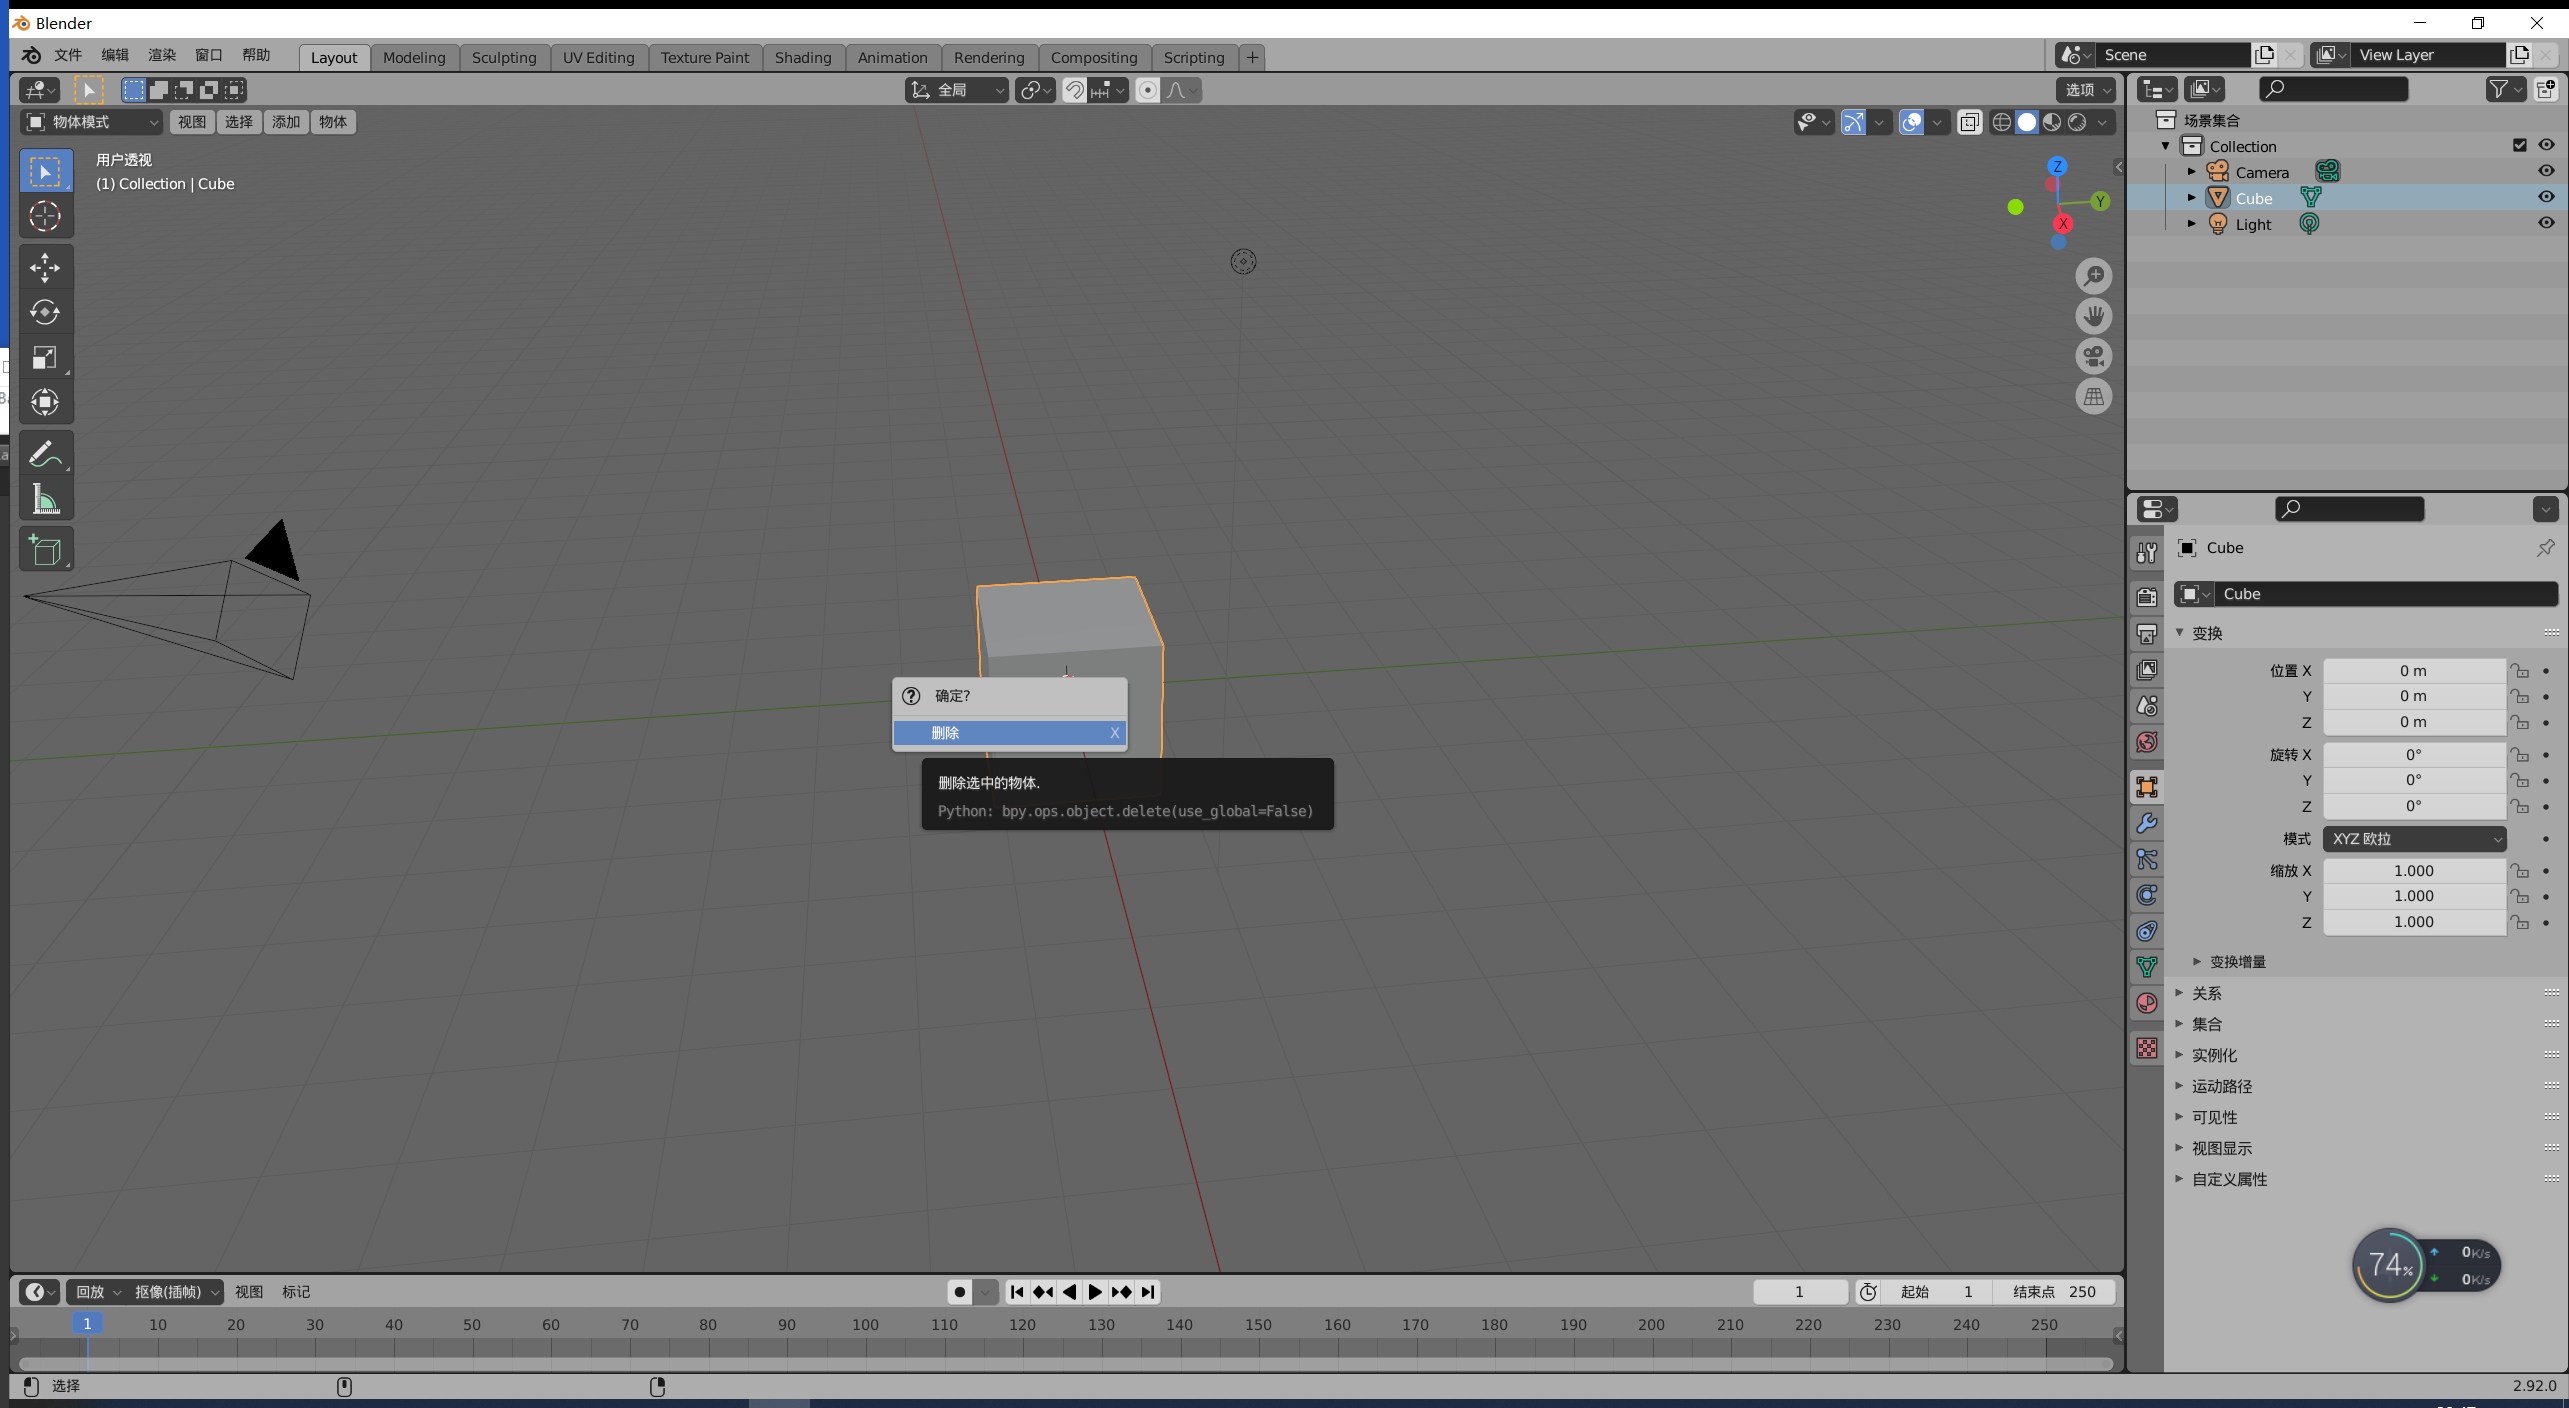 Blender
文件 编辑 渲染 窗口 帮助 Layout Modeling Sculpting UV Editing Texture Paint Shading Animation Rendering Compositing Scripting + Scene View Layer
全局 选项
物体模式 视图 选择 添加 物体
用户透视
(1) Collection | Cube
Z
Y
X
确定?
删除 X
删除选中的物体.
Python: bpy.ops.object.delete(use_global=False)
场景集合
Collection
Camera
Cube
Light
Cube
Cube
变换
位置 X 0 m
Y 0 m
Z 0 m
旋转 X 0°
Y 0°
Z 0°
模式 XYZ 欧拉
缩放 X 1.000
Y 1.000
Z 1.000
变换增量
关系
集合
实例化
运动路径
可见性
视图显示
自定义属性
74%
0K/s
0K/s
回放 抠像(插帧) 视图 标记 1 起始 1 结束点 250
1 10 20 30 40 50 60 70 80 90 100 110 120 130 140 150 160 170 180 190 200 210 220 230 240 250
选择 2.92.0